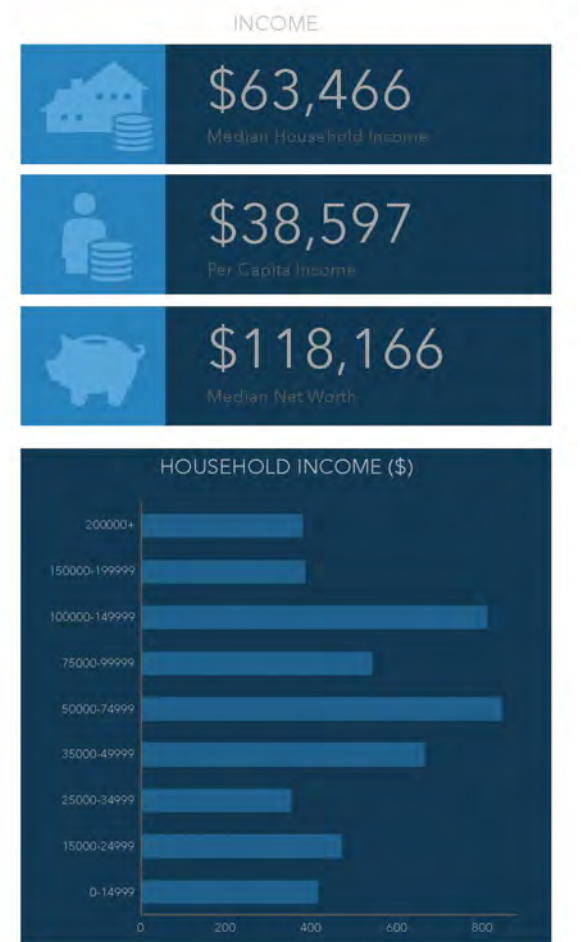 INCOME
$63,466
Median Household Income
$38,597
Per Capita Income
$118,166
Median Net Worth
HOUSEHOLD INCOME ($)
200000+
150000-199999
100000-149999
75000-99999
50000-74999
35000-49999
25000-34999
15000-24999
0-14999
0 200 400 600 800